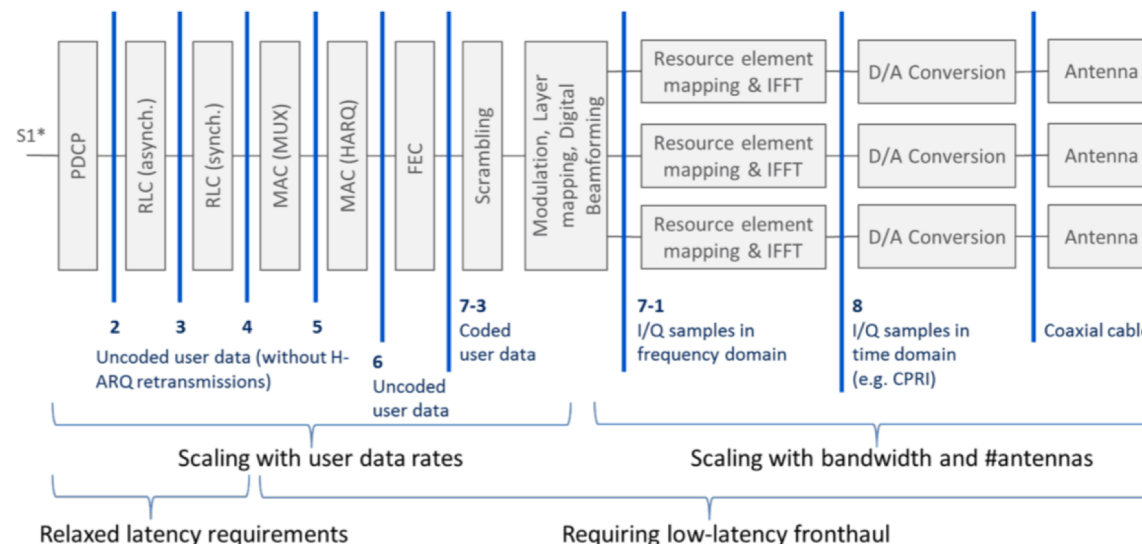 S1*
PDCP
RLC (asynch.)
RLC (synch.)
MAC (MUX)
MAC (HARQ)
FEC
Scrambling
Modulation, Layer
mapping, Digital
Beamforming
Resource element
mapping & IFFT
D/A Conversion
Antenna
Resource element
mapping & IFFT
D/A Conversion
Antenna
Resource element
mapping & IFFT
D/A Conversion
Antenna
2
3
4
5
Uncoded user data (without H-
ARQ retransmissions)
6
Uncoded
user data
7-3
Coded
user data
7-1
I/Q samples in
frequency domain
8
I/Q samples in
time domain
(e.g. CPRI)
Coaxial cable
Scaling with user data rates
Scaling with bandwidth and #antennas
Relaxed latency requirements
Requiring low-latency fronthaul